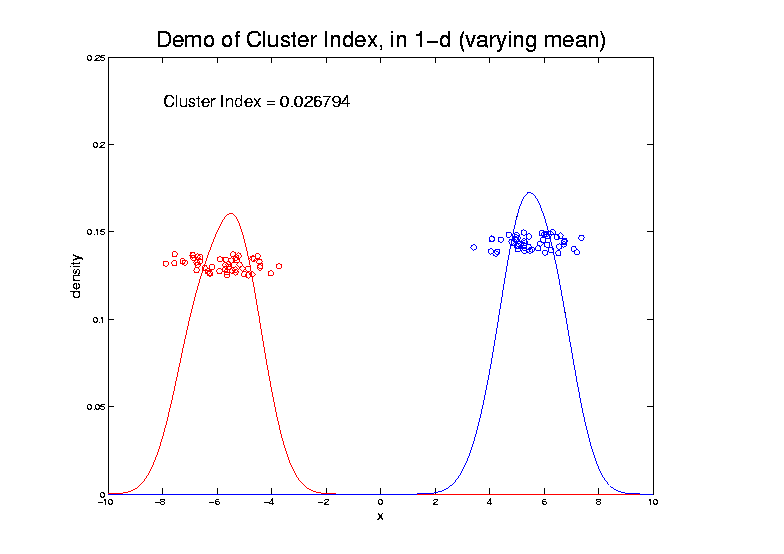 Demo of Cluster Index, in 1-d (varying mean)
0.25
Cluster Index = 0.026794
0.2
0.15
density
0.1
0.05
0
-10 -8 -6 -4 -2 0 2 4 6 8 10
x